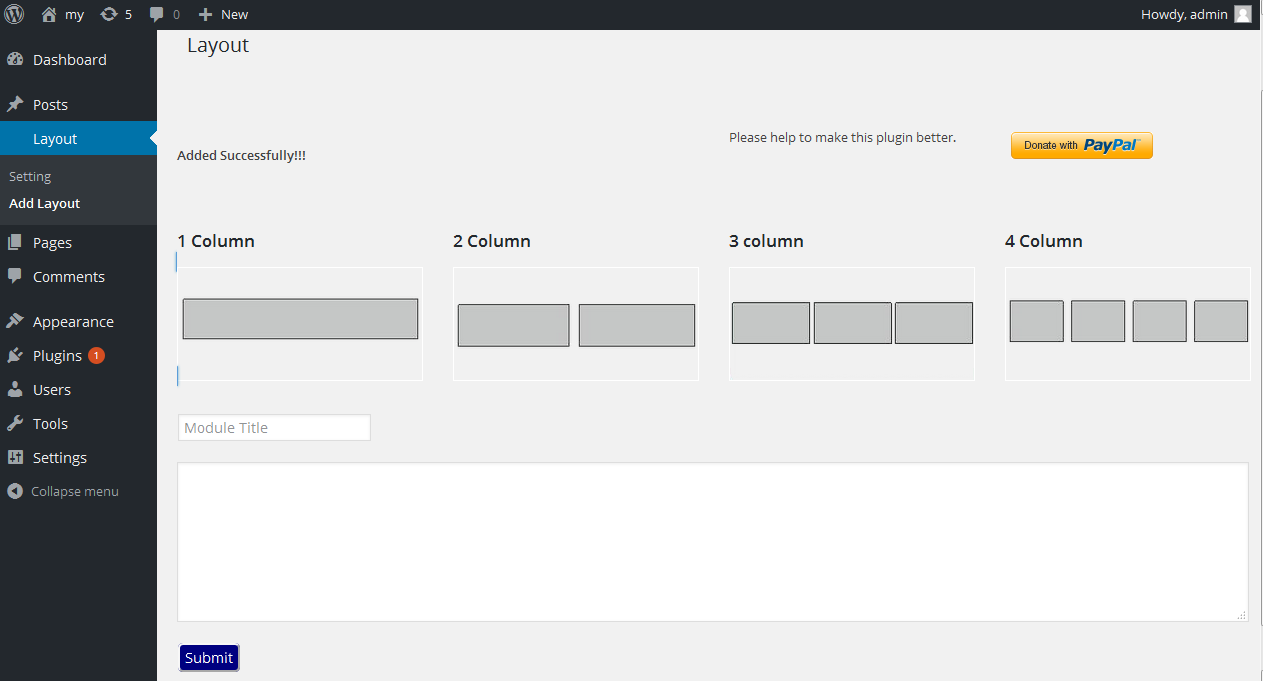 my 5 0 New Howdy, admin
Dashboard
Posts
Layout
Setting
Add Layout
Pages
Comments
Appearance
Plugins 1
Users
Tools
Settings
Collapse menu
Layout
Please help to make this plugin better. Donate with PayPal™
Added Successfully!!!
1 Column 2 Column 3 column 4 Column
Module Title
Submit